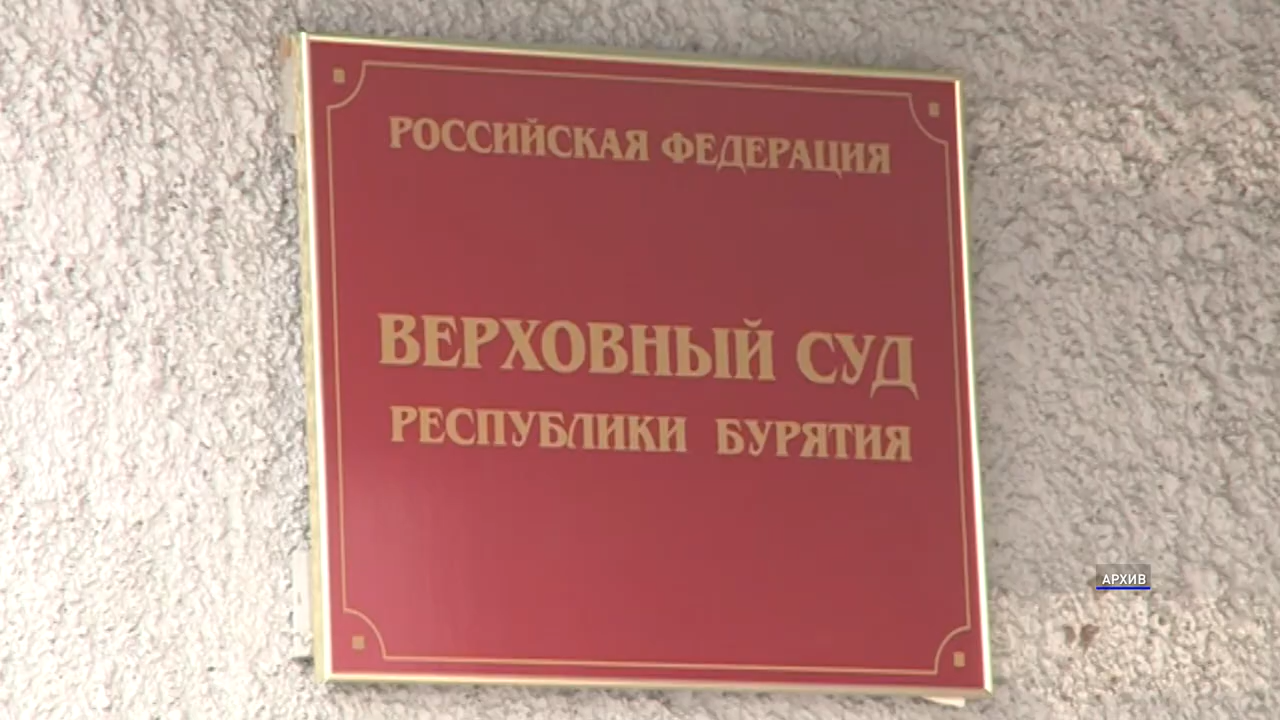 РОССИЙСКАЯ ФЕДЕРАЦИЯ
ВЕРХОВНЫЙ СУД
РЕСПУБЛИКИ БУРЯТИЯ
АРХИВ